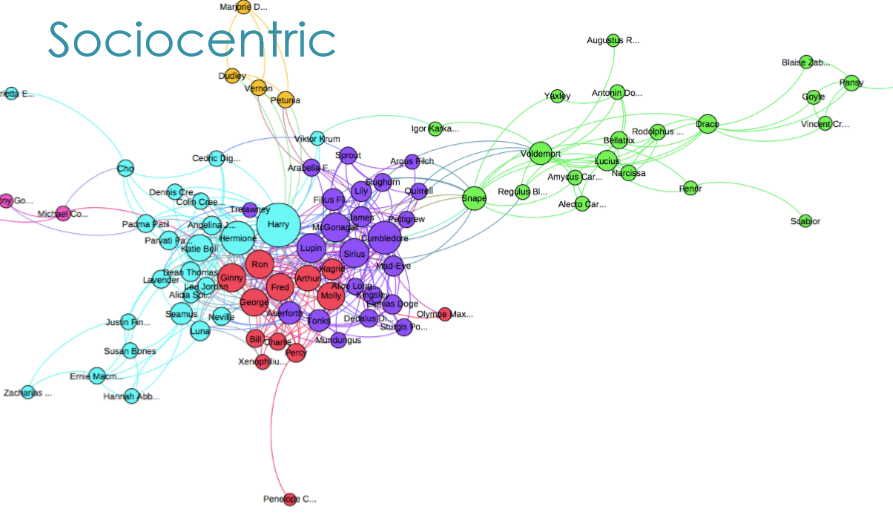 Marjorie D...
Sociocentric
Augustus R...
Blaise Zab...
Dudley
Pansy
Vernon
rietta E...
Yaxley
Antonin Do...
Goyle
Petunia
Draco
Vincent Cr...
Igor Karka...
Rodolphus ...
Viktor Krum
Bellatrix
Voldemort
Sprout
Cedric Dig...
Argus Filch
Lucius
Cho
Arabella F...
Narcissa
Amycus Car...
Slughorn
Fenrir
Dennis Cre...
Lily
Quirrell
Regulus Bl...
Colin Cree...
Filius Fl...
Snape
ny Go...
Alecto Car...
Trelawney
Michael Co...
James
Pettigrew
Scabior
Padma Patil
Angelina J...
Harry
McGonagall
Parvati Pa...
Hermione
Dumbledore
Katie Bell
Lupin
Sirius
Ron
Mad-Eye
Dean Thomas
Hagrid
Lavender
Ginny
Arthur
Lee Jordan
Fred
Alice Long...
Alicia Spi...
Molly
Kingsley
George
Elphias Doge
Seamus
Aberforth
Olympe Max...
Neville
Tonks
Dedalus D...
Justin Fin...
Sturgis Po...
Luna
Bill
Charlie
Mundungus
Susan Bones
Percy
Xenophiliu...
Ernie Macm...
Zacharias ...
Hannah Abb...
Penelope C...